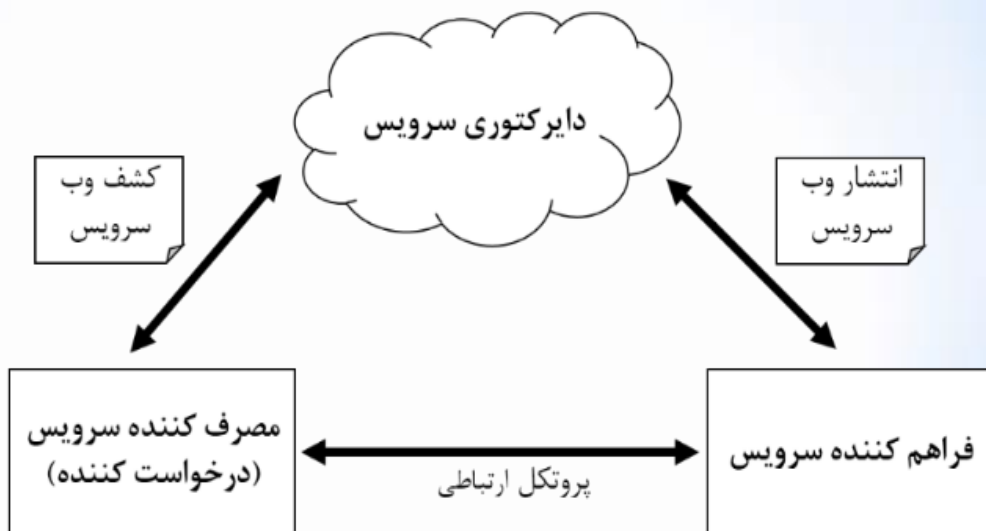 دایرکتوری سرویس
انتشار وب
سرویس
کشف وب
سرویس
فراهم کننده سرویس
مصرف کننده سرویس
(درخواست کننده)
پروتکل ارتباطی